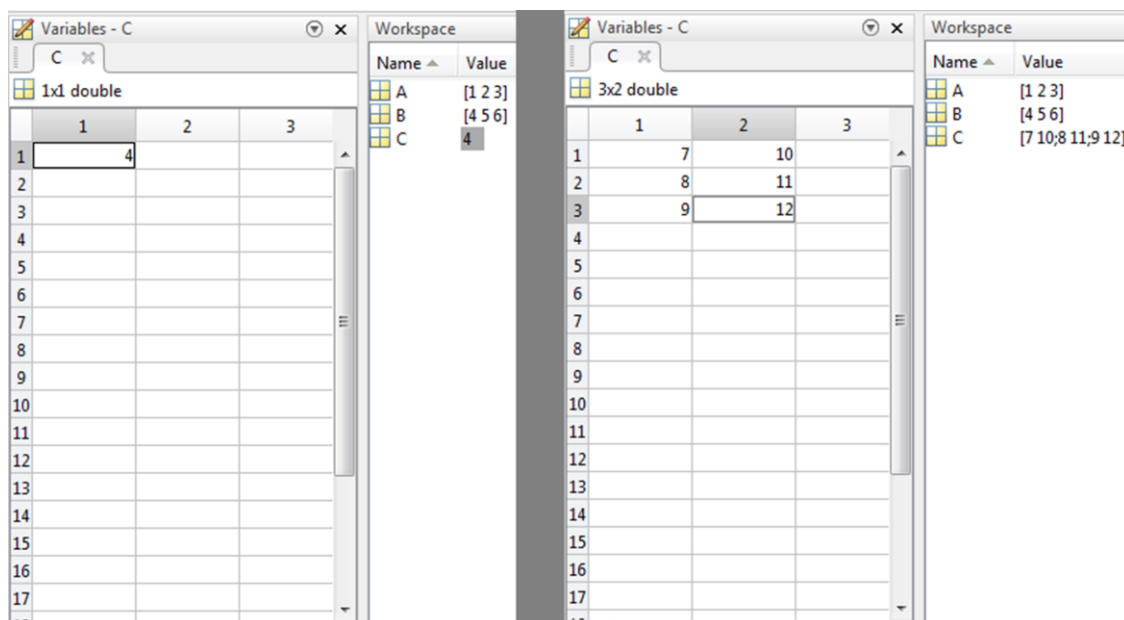 Variables - C
C
1x1 double
1 2 3
1 4
2
3
4
5
6
7
8
9
10
11
12
13
14
15
16
17
Workspace
Name Value
A [1 2 3]
B [4 5 6]
C 4
Variables - C
C
3x2 double
1 2 3
1 7 10
2 8 11
3 9 12
4
5
6
7
8
9
10
11
12
13
14
15
16
17
Workspace
Name Value
A [1 2 3]
B [4 5 6]
C [7 10;8 11;9 12]